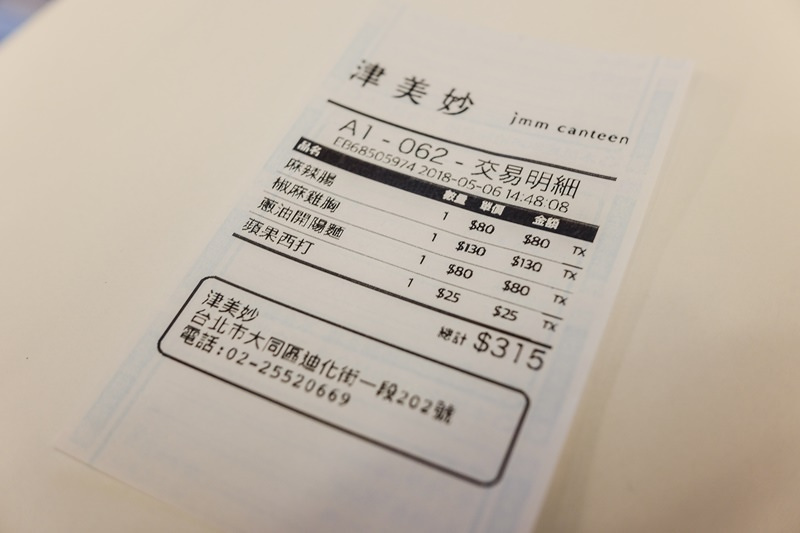 津美妙 jmm canteen
A1 - 062 - 交易明細
EB68505974 2018-05-06 14:48:08
品名 數量 單價 金額
麻辣腸 1 $80 $80 TX
椒麻雞胸 1 $130 $130 TX
蔥油開陽麵 1 $80 $80 TX
蘋果西打 1 $25 $25 TX
總計 $315
津美妙
台北市大同區迪化街一段202號
電話:02-25520669